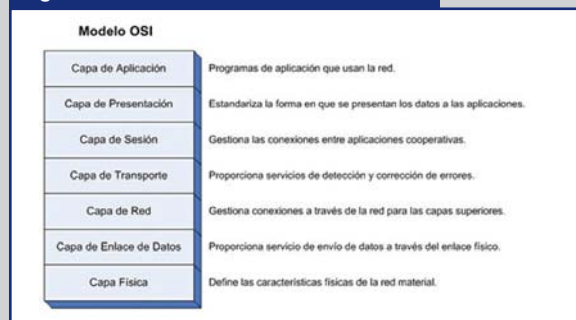 Modelo OSI
Capa de Aplicación
Programas de aplicación que usan la red.
Capa de Presentación
Estandariza la forma en que se presentan los datos a las aplicaciones.
Capa de Sesión
Gestiona las conexiones entre aplicaciones cooperativas.
Capa de Transporte
Proporciona servicios de detección y corrección de errores.
Capa de Red
Gestiona conexiones a través de la red para las capas superiores.
Capa de Enlace de Datos
Proporciona servicio de envío de datos a través del enlace físico.
Capa Física
Define las características físicas de la red material.